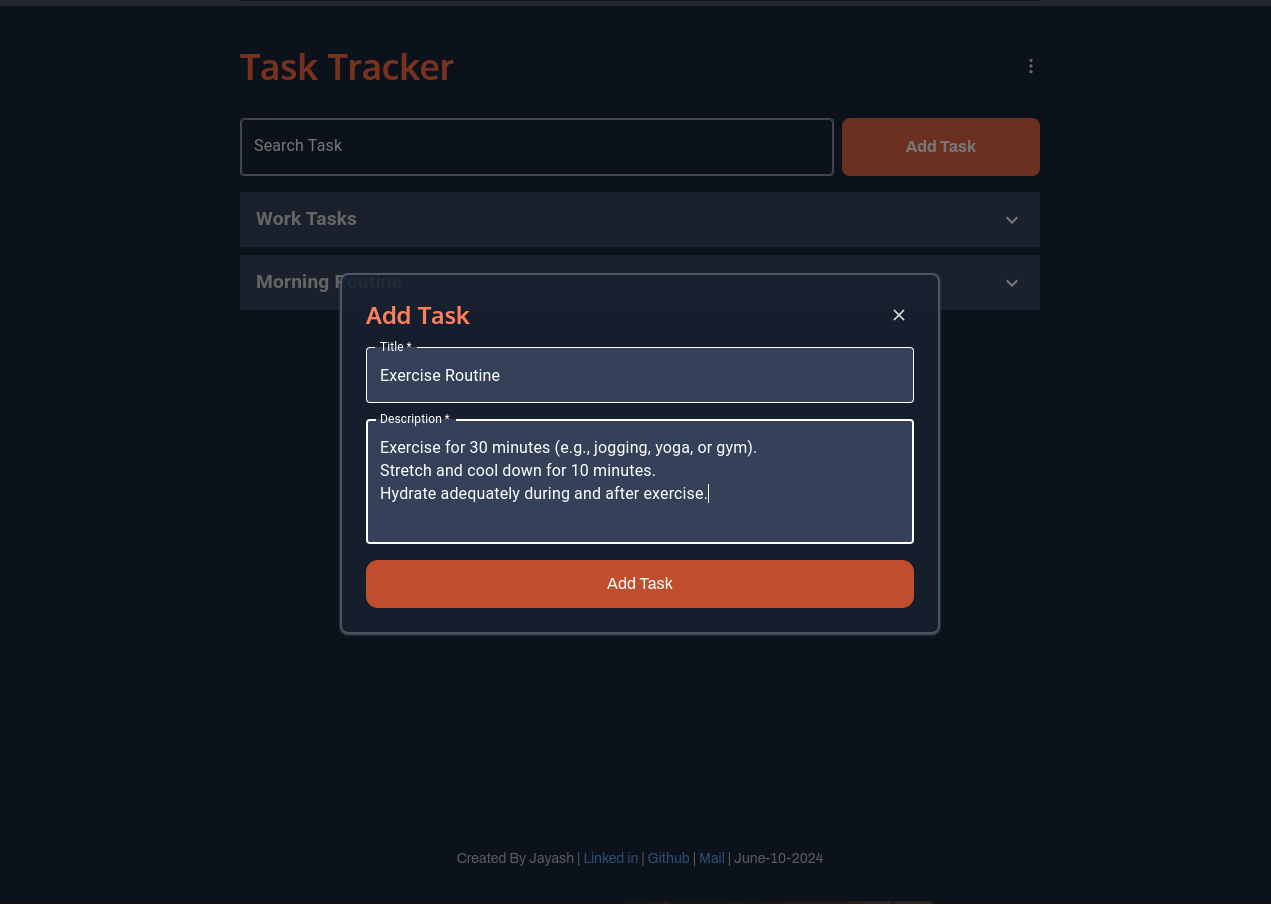 Task Tracker
Search Task
Add Task
Work Tasks
Morning Routine
Add Task
Title *
Exercise Routine
Description *
Exercise for 30 minutes (e.g., jogging, yoga, or gym).
Stretch and cool down for 10 minutes.
Hydrate adequately during and after exercise.
Add Task
Created By Jayash | Linked in | Github | Mail | June-10-2024